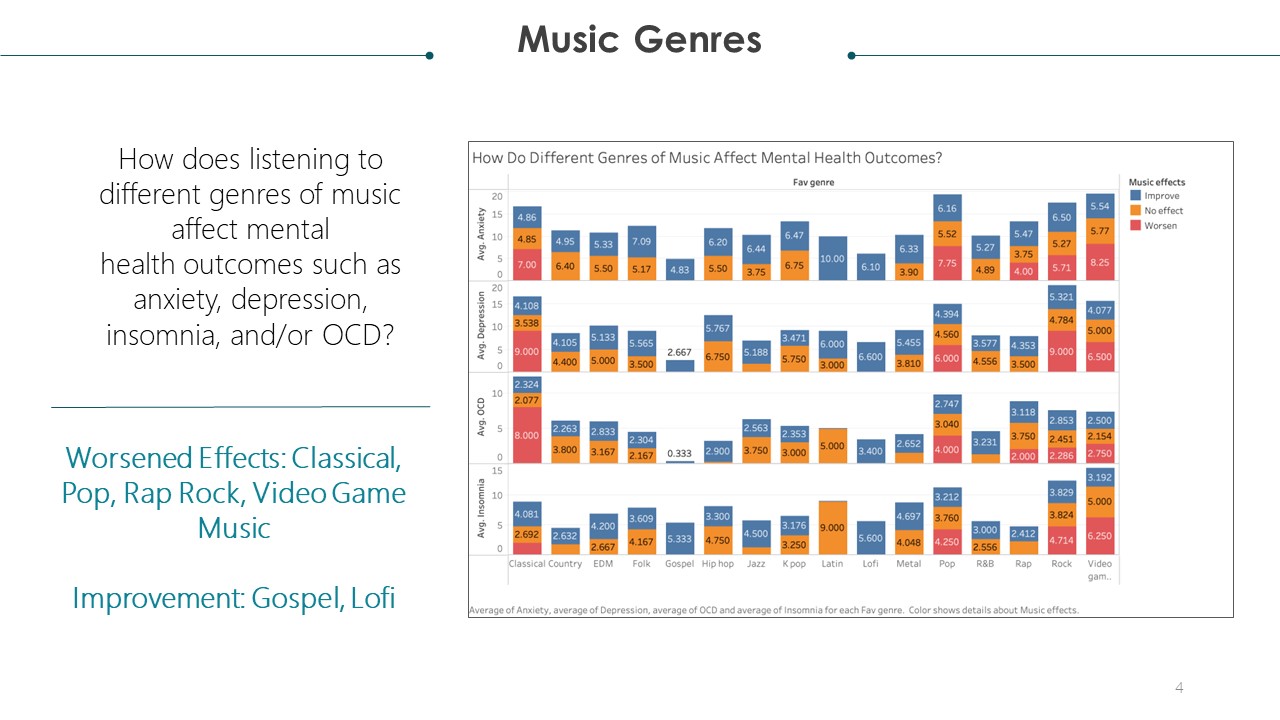 Music Genres
How does listening to
different genres of music
affect mental
health outcomes such as
anxiety, depression,
insomnia, and/or OCD?
Worsened Effects: Classical,
Pop, Rap Rock, Video Game
Music
Improvement: Gospel, Lofi
How Do Different Genres of Music Affect Mental Health Outcomes?
Fav genre
Music effects
Improve
No effect
Worsen
Avg. Anxiety
20
15
10
5
0
4.86 4.85 7.00
4.95 6.40
5.33 5.50
7.09 5.17
4.83
6.20 5.50
6.44 3.75
6.47 6.75
10.00
6.10
6.33 3.90
6.16 5.52 7.75
5.27 4.89
5.47 3.75 4.00
6.50 5.27 5.71
5.54 5.77 8.25
Avg. Depression
20
15
10
5
0
4.108 3.538 9.000
4.105 4.400
5.133 5.000
5.565 3.500
2.667
5.767 6.750
5.188
3.471 5.750
6.000 3.000
6.600
5.455 3.810
4.394 4.560 6.000
3.577 4.556
4.353 3.500
5.321 4.784 9.000
4.077 5.000 6.500
Avg. OCD
10
5
0
2.324 2.077 8.000
2.263 3.800
2.833 3.167
2.304 2.167
0.333
2.900
2.563 3.750
2.353 3.000
5.000
3.400
2.652
2.747 3.040 4.000
3.231
3.118 3.750 2.000
2.853 2.451 2.286
2.500 2.154 2.750
Avg. Insomnia
15
10
5
0
4.081 2.692
2.632
4.200 2.667
3.609 4.167
5.333
3.300 4.750
4.500
3.176 3.250
9.000
5.600
4.697 4.048
3.212 3.760 4.250
3.000 2.556
2.412
3.829 3.824 4.714
3.192 5.000 6.250
Classical Country EDM Folk Gospel Hip hop Jazz K pop Latin Lofi Metal Pop R&B Rap Rock Video
gam..
Average of Anxiety, average of Depression, average of OCD and average of Insomnia for each Fav genre. Color shows details about Music effects.
4